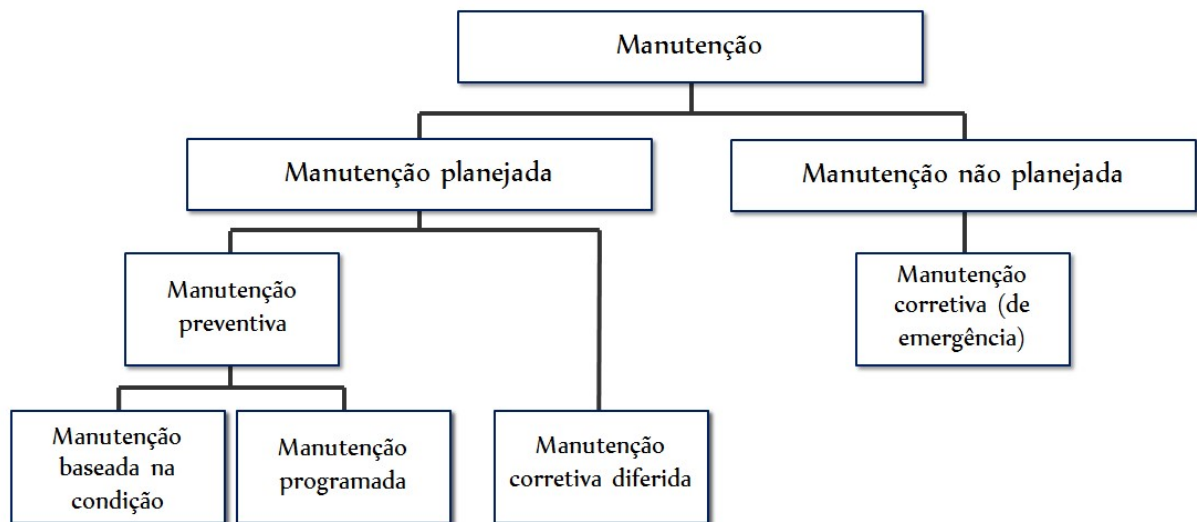 Manutenção
Manutenção planejada
Manutenção não planejada
Manutenção
preventiva
Manutenção
corretiva (de
emergência)
Manutenção
baseada na
condição
Manutenção
programada
Manutenção
corretiva diferida